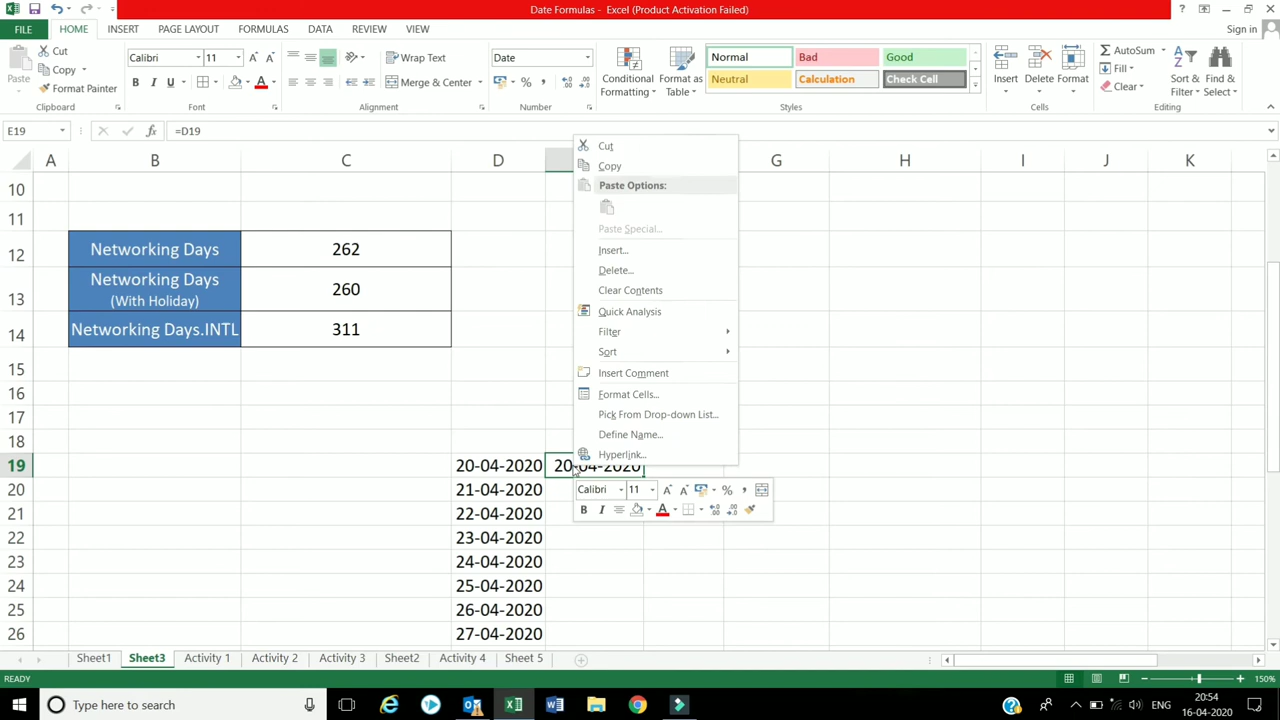 Date Formulas - Excel (Product Activation Failed)
FILE HOME INSERT PAGE LAYOUT FORMULAS DATA REVIEW VIEW Sign in
Paste Cut Copy Format Painter Clipboard
Calibri 11 B I U A Font
Wrap Text Merge & Center Alignment
Date % , Number
Conditional Formatting Format as Table
Normal Bad Good
Neutral Calculation Check Cell
Styles
Insert Delete Format Cells
AutoSum Fill Clear Sort & Filter Find & Select Editing
E19 fx =D19
A B C D G H I J K
10
11
12 Networking Days 262
13 Networking Days (With Holiday) 260
14 Networking Days.INTL 311
15
16
17
18
19 20-04-2020 20-04-2020
20 21-04-2020
21 22-04-2020
22 23-04-2020
23 24-04-2020
24 25-04-2020
25 26-04-2020
26 27-04-2020
Cut
Copy
Paste Options:
Paste Special...
Insert...
Delete...
Clear Contents
Quick Analysis
Filter
Sort
Insert Comment
Format Cells...
Pick From Drop-down List...
Define Name...
Hyperlink...
Calibri 11 A A % ,
B I A
Sheet1 Sheet3 Activity 1 Activity 2 Activity 3 Sheet2 Activity 4 Sheet 5
READY 150%
Type here to search
ENG 20:54
16-04-2020